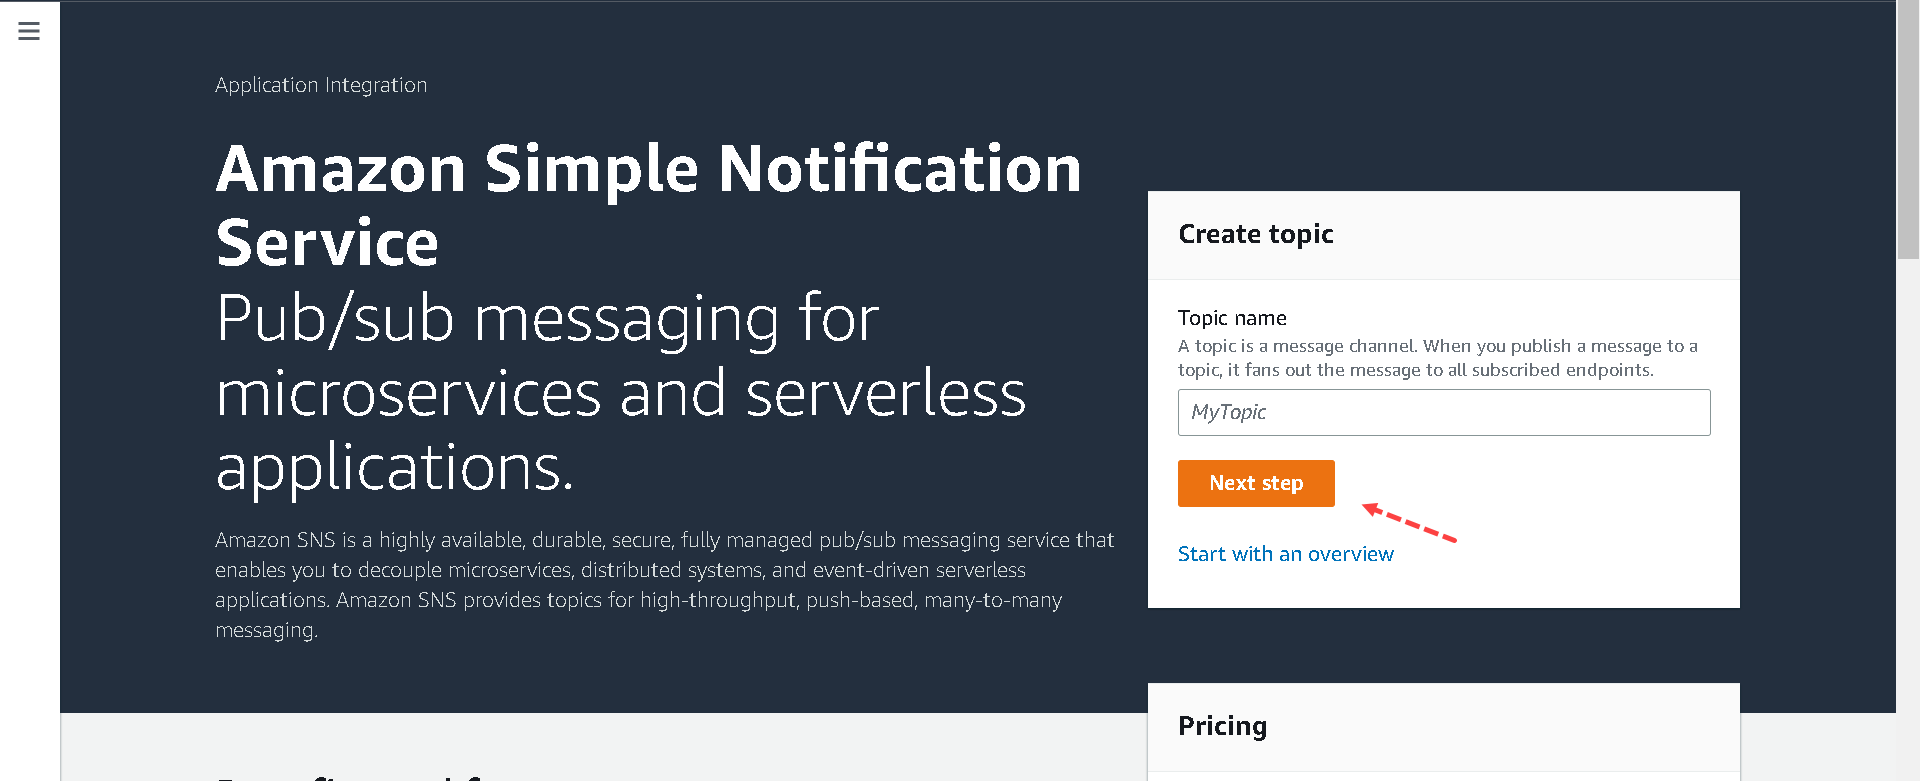 Application Integration
Amazon Simple Notification
Service
Pub/sub messaging for
microservices and serverless
applications.
Amazon SNS is a highly available, durable, secure, fully managed pub/sub messaging service that
enables you to decouple microservices, distributed systems, and event-driven serverless
applications. Amazon SNS provides topics for high-throughput, push-based, many-to-many
messaging.
Create topic
Topic name
A topic is a message channel. When you publish a message to a
topic, it fans out the message to all subscribed endpoints.
MyTopic
Next step
Start with an overview
Pricing